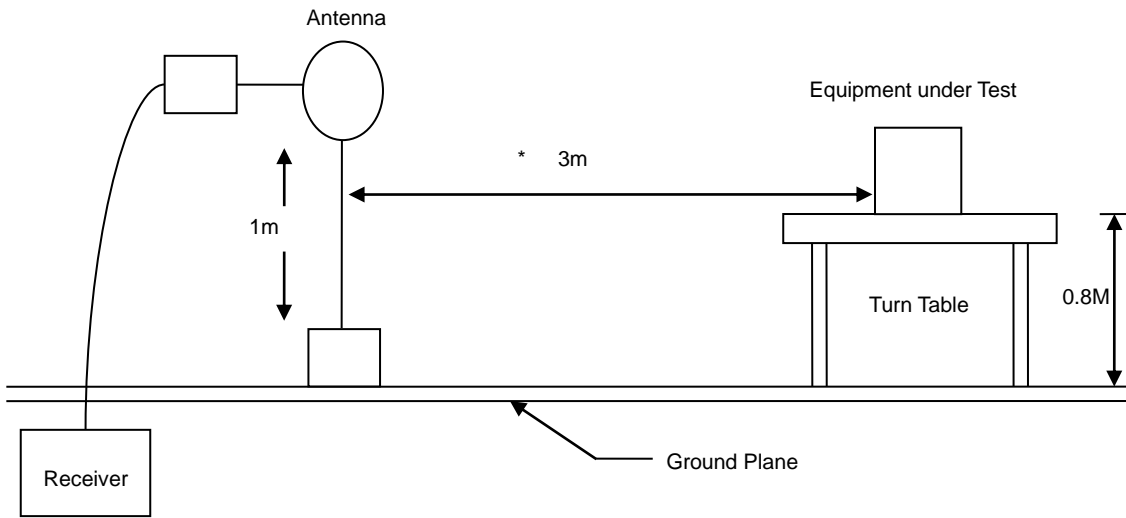 Antenna
Equipment under Test
* 3m
1m
0.8M
Turn Table
Ground Plane
Receiver